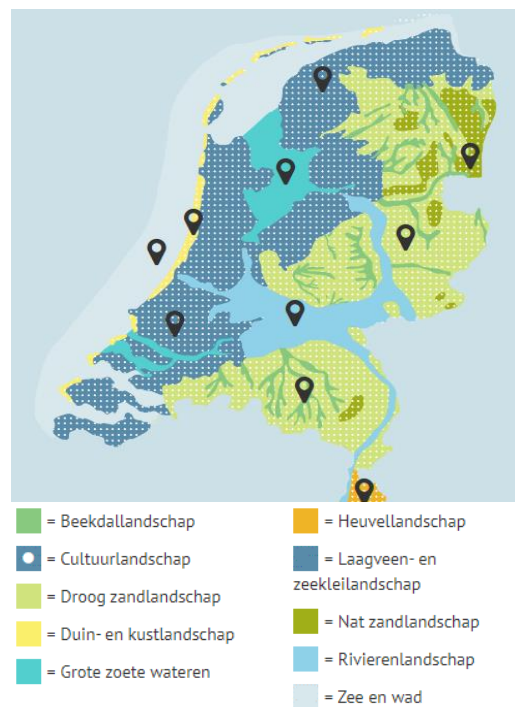 = Beekdallandschap
= Cultuurlandschap
= Droog zandlandschap
= Duin- en kustlandschap
= Grote zoete wateren
= Heuvellandschap
= Laagveen- en
zeekleilandschap
= Nat zandlandschap
= Rivierenlandschap
= Zee en wad